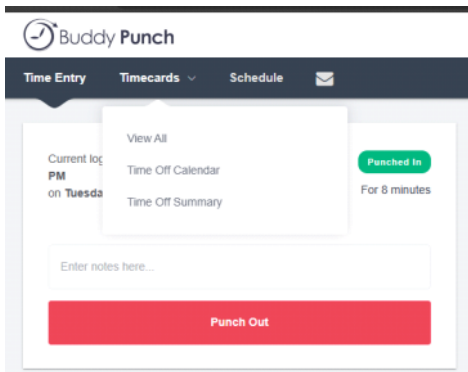 Buddy Punch
Time Entry Timecards Schedule
View All
Time Off Calendar
Time Off Summary
Current log
PM
on Tuesda
Punched In
For 8 minutes
Enter notes here...
Punch Out